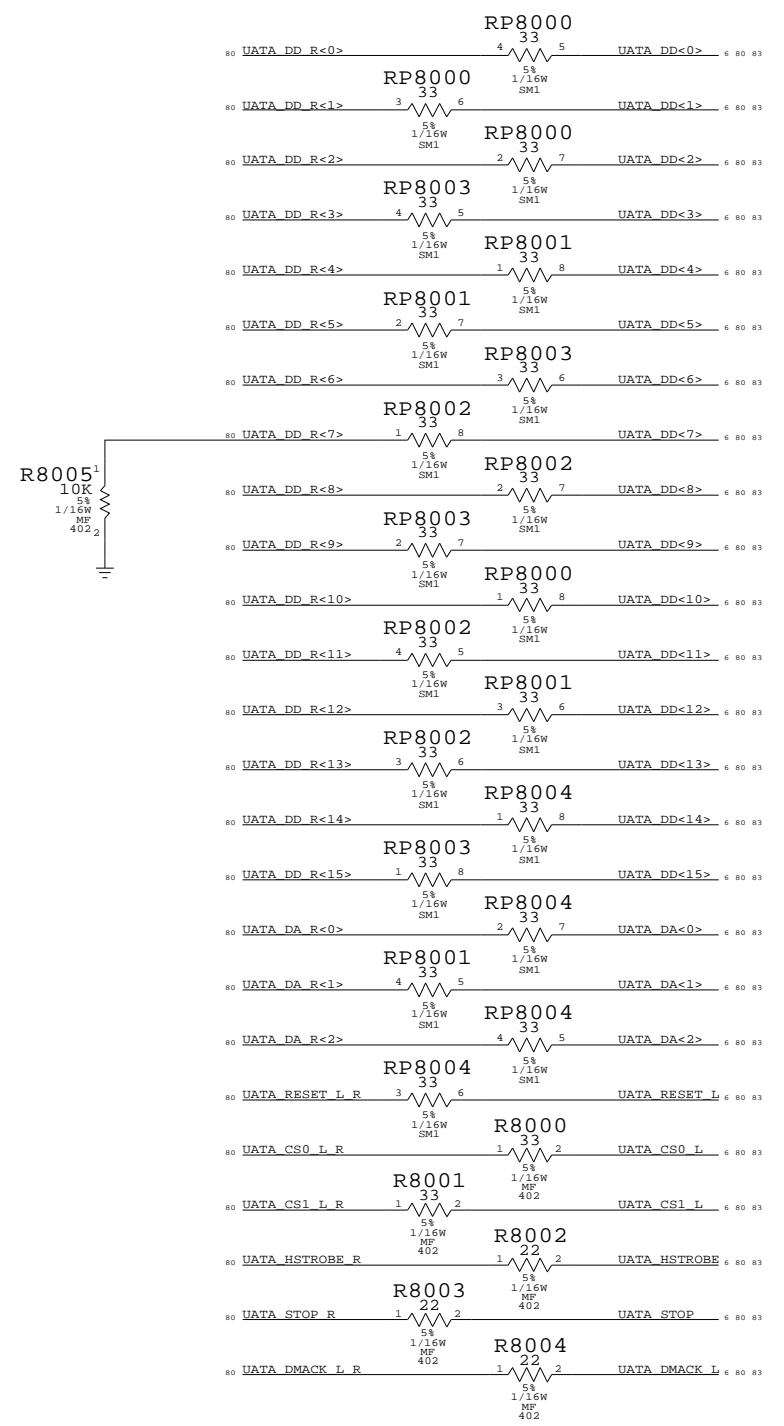 RP8000
33
80 UATA_DD_R<0> 4 5 UATA_DD<0> 6 80 83
5%
1/16W
SM1
RP8000
33
80 UATA_DD_R<1> 3 6 UATA_DD<1> 6 80 83
5%
1/16W
SM1
RP8000
33
80 UATA_DD_R<2> 2 7 UATA_DD<2> 6 80 83
5%
1/16W
SM1
RP8003
33
80 UATA_DD_R<3> 4 5 UATA_DD<3> 6 80 83
5%
1/16W
SM1
RP8001
33
80 UATA_DD_R<4> 1 8 UATA_DD<4> 6 80 83
5%
1/16W
SM1
RP8001
33
80 UATA_DD_R<5> 2 7 UATA_DD<5> 6 80 83
5%
1/16W
SM1
RP8003
33
80 UATA_DD_R<6> 3 6 UATA_DD<6> 6 80 83
5%
1/16W
SM1
RP8002
33
80 UATA_DD_R<7> 1 8 UATA_DD<7> 6 80 83
5%
1/16W
SM1
R8005 1
10K
5%
1/16W
MF
402 2
RP8002
33
80 UATA_DD_R<8> 2 7 UATA_DD<8> 6 80 83
5%
1/16W
SM1
RP8003
33
80 UATA_DD_R<9> 2 7 UATA_DD<9> 6 80 83
5%
1/16W
SM1
RP8000
33
80 UATA_DD_R<10> 1 8 UATA_DD<10> 6 80 83
5%
1/16W
SM1
RP8002
33
80 UATA_DD_R<11> 4 5 UATA_DD<11> 6 80 83
5%
1/16W
SM1
RP8001
33
80 UATA_DD_R<12> 3 6 UATA_DD<12> 6 80 83
5%
1/16W
SM1
RP8002
33
80 UATA_DD_R<13> 3 6 UATA_DD<13> 6 80 83
5%
1/16W
SM1
RP8004
33
80 UATA_DD_R<14> 1 8 UATA_DD<14> 6 80 83
5%
1/16W
SM1
RP8003
33
80 UATA_DD_R<15> 1 8 UATA_DD<15> 6 80 83
5%
1/16W
SM1
RP8004
33
80 UATA_DA_R<0> 2 7 UATA_DA<0> 6 80 83
5%
1/16W
SM1
RP8001
33
80 UATA_DA_R<1> 4 5 UATA_DA<1> 6 80 83
5%
1/16W
SM1
RP8004
33
80 UATA_DA_R<2> 4 5 UATA_DA<2> 6 80 83
5%
1/16W
SM1
RP8004
33
80 UATA_RESET_L_R 3 6 UATA_RESET_L 6 80 83
5%
1/16W
SM1
R8000
33
80 UATA_CS0_L_R 1 2 UATA_CS0_L 6 80 83
5%
1/16W
MF
402
R8001
33
80 UATA_CS1_L_R 1 2 UATA_CS1_L 6 80 83
5%
1/16W
MF
402
R8002
22
80 UATA_HSTROBE_R 1 2 UATA_HSTROBE 6 80 83
5%
1/16W
MF
402
R8003
22
80 UATA_STOP_R 1 2 UATA_STOP 6 80 83
5%
1/16W
MF
402
R8004
22
80 UATA_DMACK_L_R 1 2 UATA_DMACK_L 6 80 83
5%
1/16W
MF
402